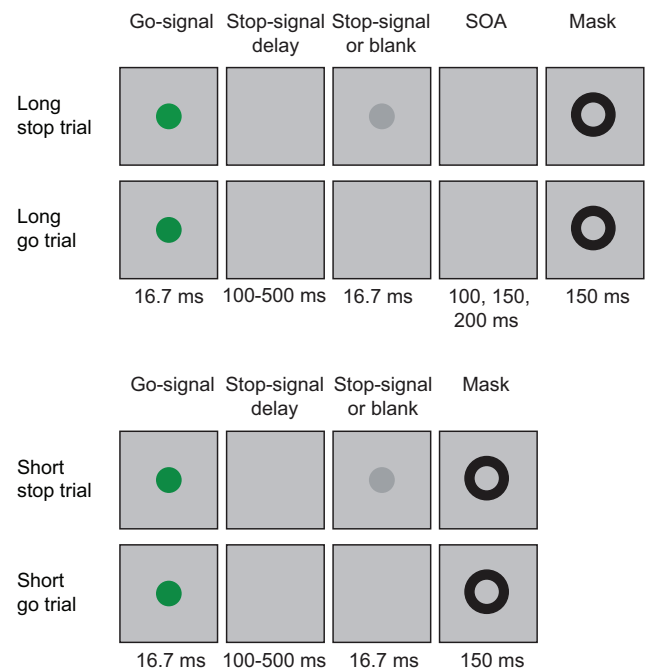 Go-signal Stop-signal Stop-signal SOA Mask
delay or blank
Long
stop trial
Long
go trial
16.7 ms 100-500 ms 16.7 ms 100, 150, 150 ms
200 ms
Go-signal Stop-signal Stop-signal Mask
delay or blank
Short
stop trial
Short
go trial
16.7 ms 100-500 ms 16.7 ms 150 ms